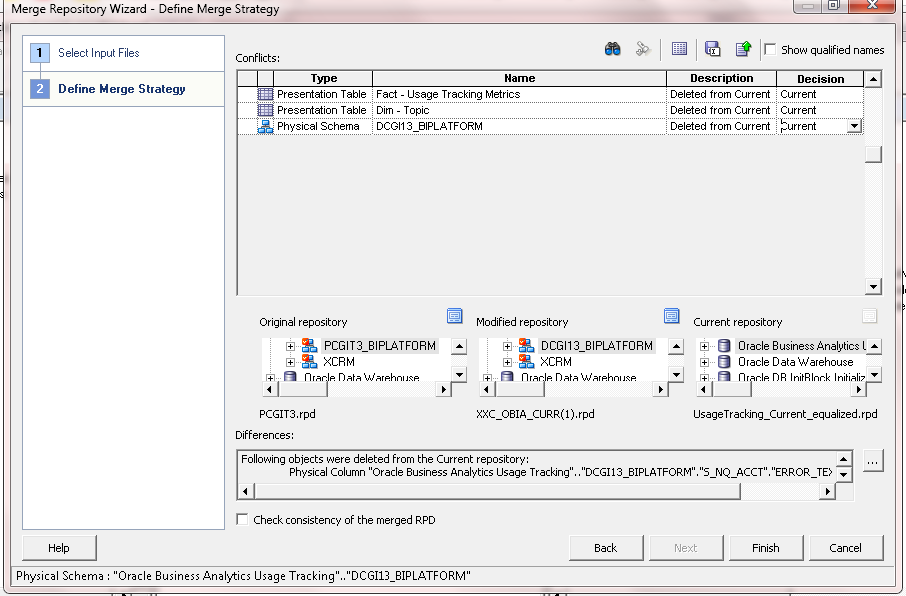 Merge Repository Wizard - Define Merge Strategy
1 Select Input Files
2 Define Merge Strategy
Conflicts:
Show qualified names
Type Name Description Decision
Presentation Table Fact - Usage Tracking Metrics Deleted from Current Current
Presentation Table Dim - Topic Deleted from Current Current
Physical Schema DCGI13_BIPLATFORM Deleted from Current Current
Original repository Modified repository Current repository
PCGIT3_BIPLATFORM DCGI13_BIPLATFORM Oracle Business Analytics
XCRM XCRM Oracle Data Warehouse
Oracle Data Warehouse Oracle Data Warehouse Oracle DB InitBlock
PCGIT3.rpd XXC_OBIA_CURR(1).rpd UsageTracking_Current_equalized.rpd
Differences:
Following objects were deleted from the Current repository:
Physical Column "Oracle Business Analytics Usage Tracking".."DCGI13_BIPLATFORM"."S_NQ_ACCT"."ERROR_TEX
...
Check consistency of the merged RPD
Help Back Next Finish Cancel
Physical Schema : "Oracle Business Analytics Usage Tracking".."DCGI13_BIPLATFORM"